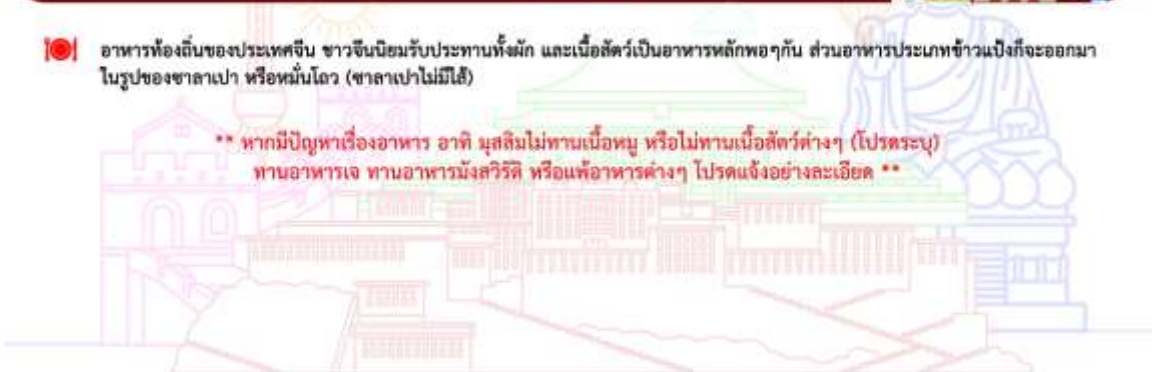 อาหารท้องถิ่นของประเทศจีน ชาวจีนนิยมรับประทานทั้งผัก และเนื้อสัตว์เป็นอาหารหลักพอๆกัน ส่วนอาหารประเภทข้าวแป้งก็จะออกมา
ในรูปของซาลาเปา หรือหมั่นโถว (ซาลาเปาไม่มีไส้)
** หากมีปัญหาเรื่องอาหาร อาทิ มุสลิมไม่ทานเนื้อหมู หรือไม่ทานเนื้อสัตว์ต่างๆ (โปรดระบุ)
ทานอาหารเจ ทานอาหารมังสวิรัติ หรือแพ้อาหารต่างๆ โปรดแจ้งอย่างละเอียด **